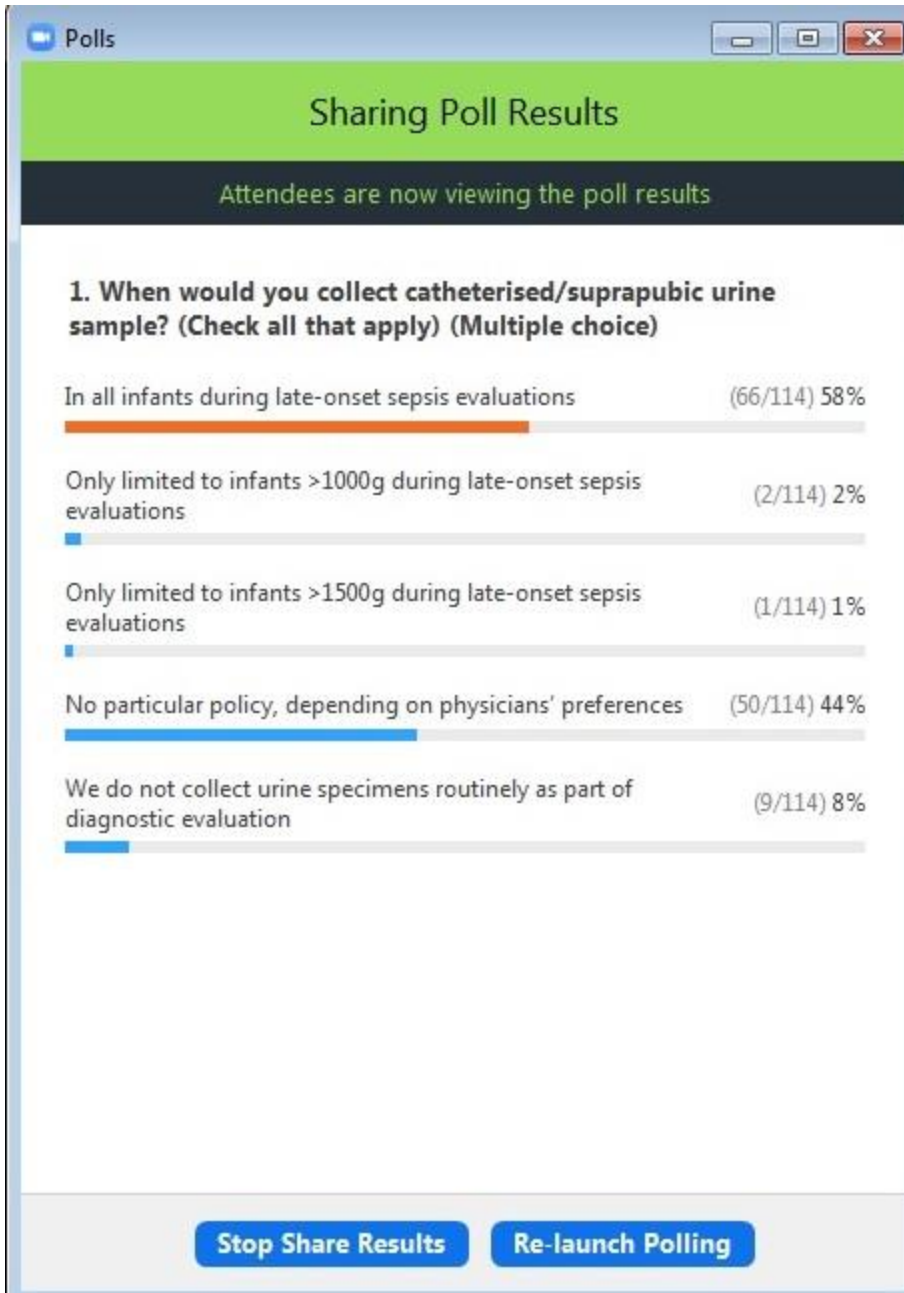 Polls
Sharing Poll Results
Attendees are now viewing the poll results
1. When would you collect catheterised/suprapubic urine
sample? (Check all that apply) (Multiple choice)
In all infants during late-onset sepsis evaluations (66/114) 58%
Only limited to infants >1000g during late-onset sepsis
evaluations (2/114) 2%
Only limited to infants >1500g during late-onset sepsis
evaluations (1/114) 1%
No particular policy, depending on physicians’ preferences (50/114) 44%
We do not collect urine specimens routinely as part of
diagnostic evaluation (9/114) 8%
Stop Share Results Re-launch Polling